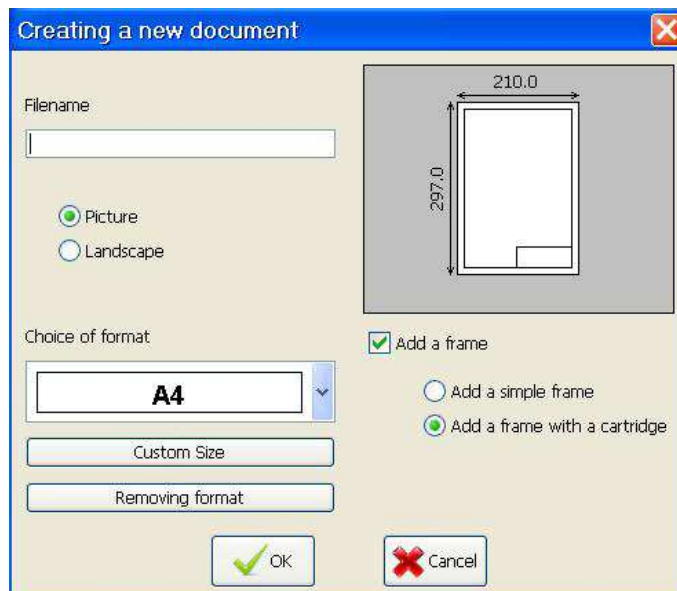 Creating a new document
Filename
210.0
297.0
Picture
Landscape
Choice of format
A4
Custom Size
Removing format
Add a frame
Add a simple frame
Add a frame with a cartridge
OK
Cancel